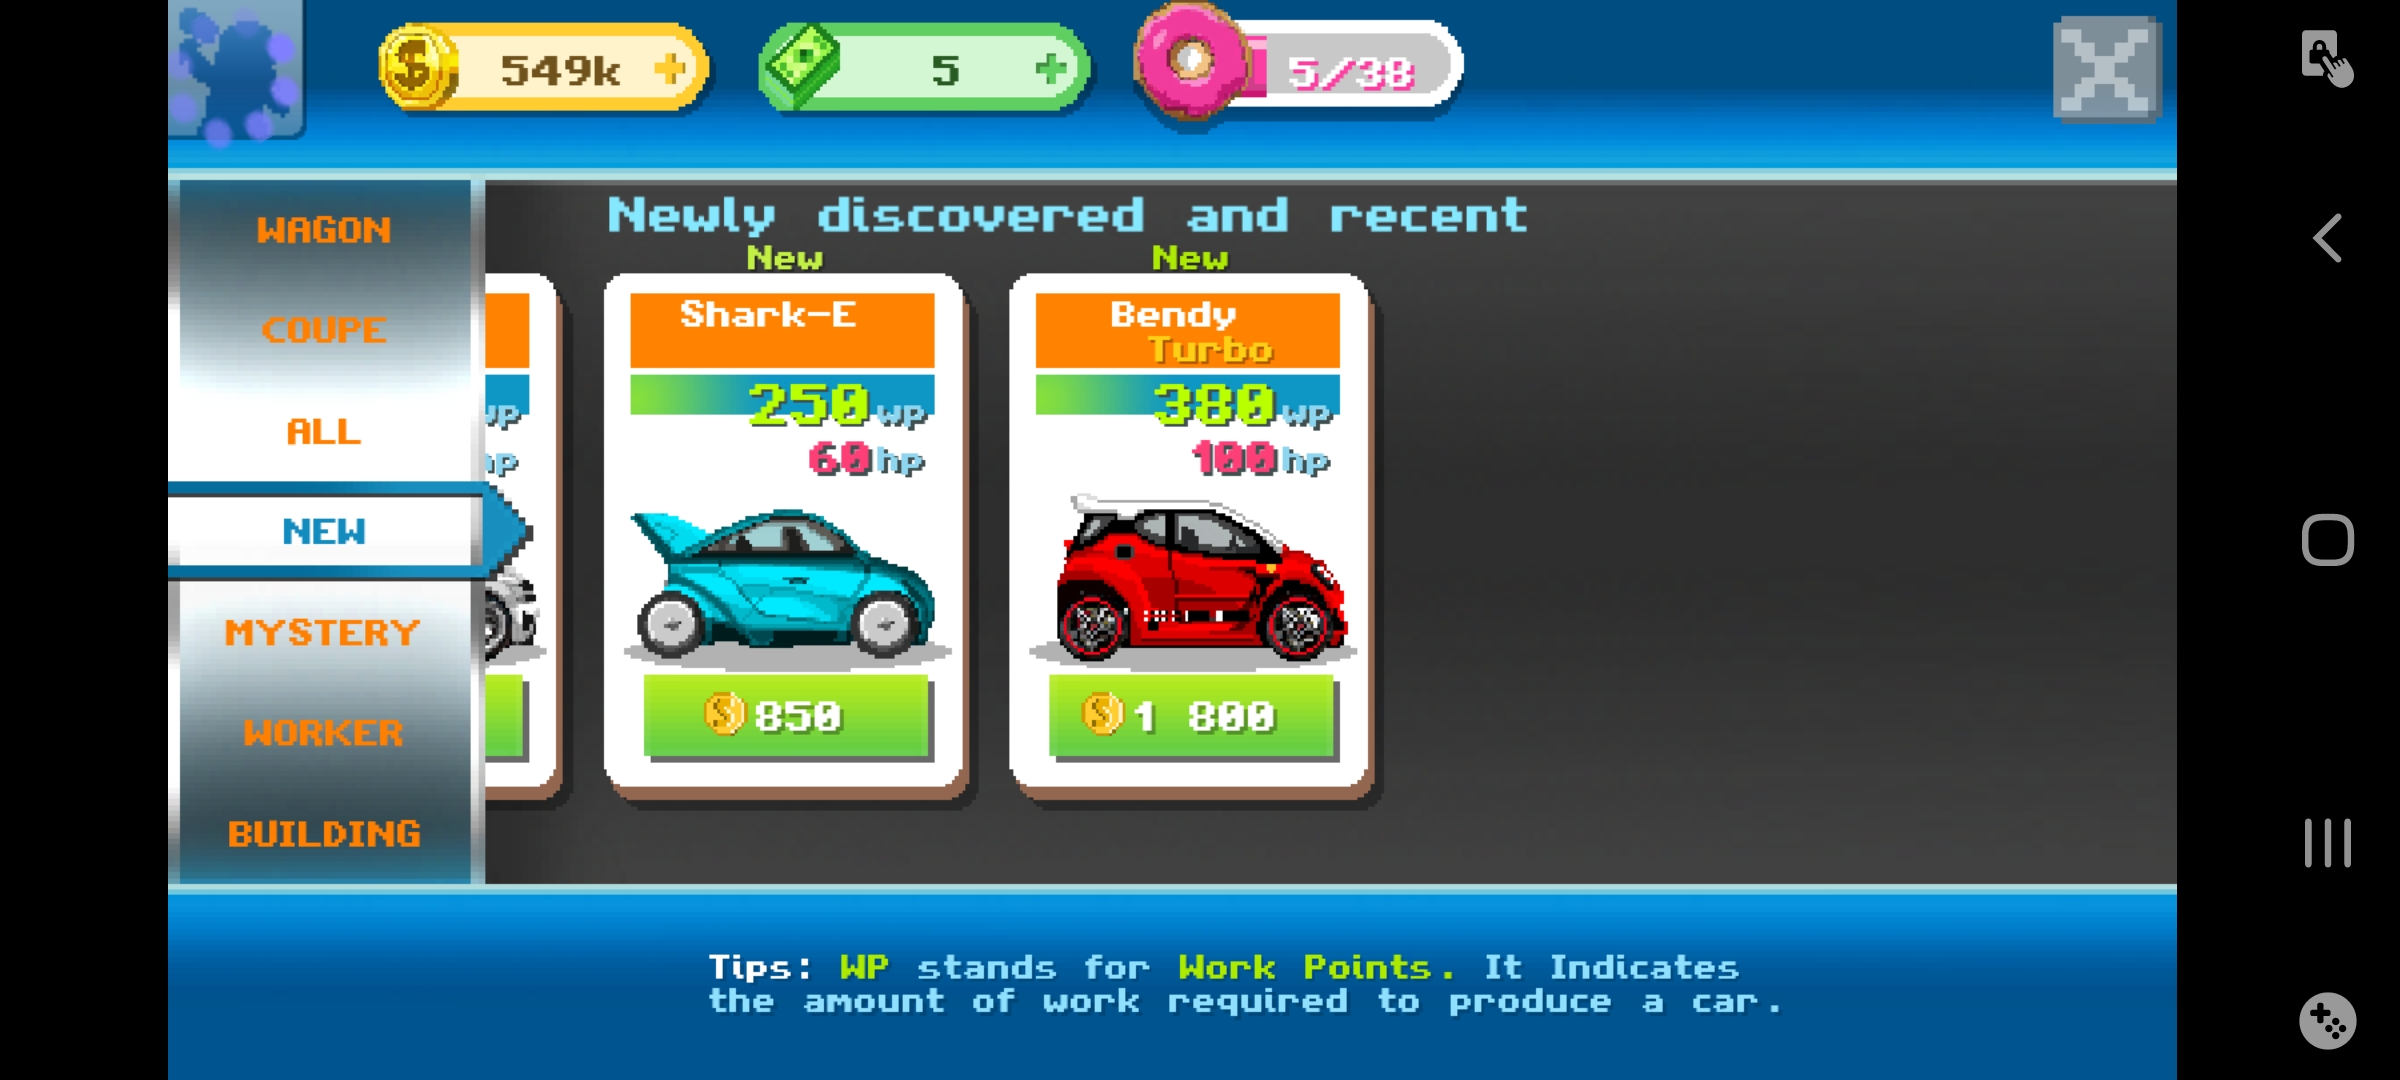 549k
5
5/38
WAGON
COUPE
ALL
NEW
MYSTERY
WORKER
BUILDING
Newly discovered and recent
New
New
Shark-E
250 wp
60 hp
850
Bendy
Turbo
380 wp
100 hp
1 800
Tips: WP stands for Work Points. It Indicates
the amount of work required to produce a car.